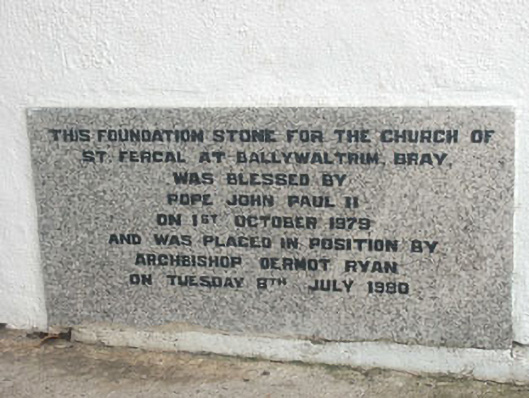 THIS FOUNDATION STONE FOR THE CHURCH OF
ST. FERGAL AT BALLYWALTRIM, BRAY,
WAS BLESSED BY
POPE JOHN PAUL II
ON 1ST OCTOBER 1979
AND WAS PLACED IN POSITION BY
ARCHBISHOP DERMOT RYAN
ON TUESDAY 8TH JULY 1980